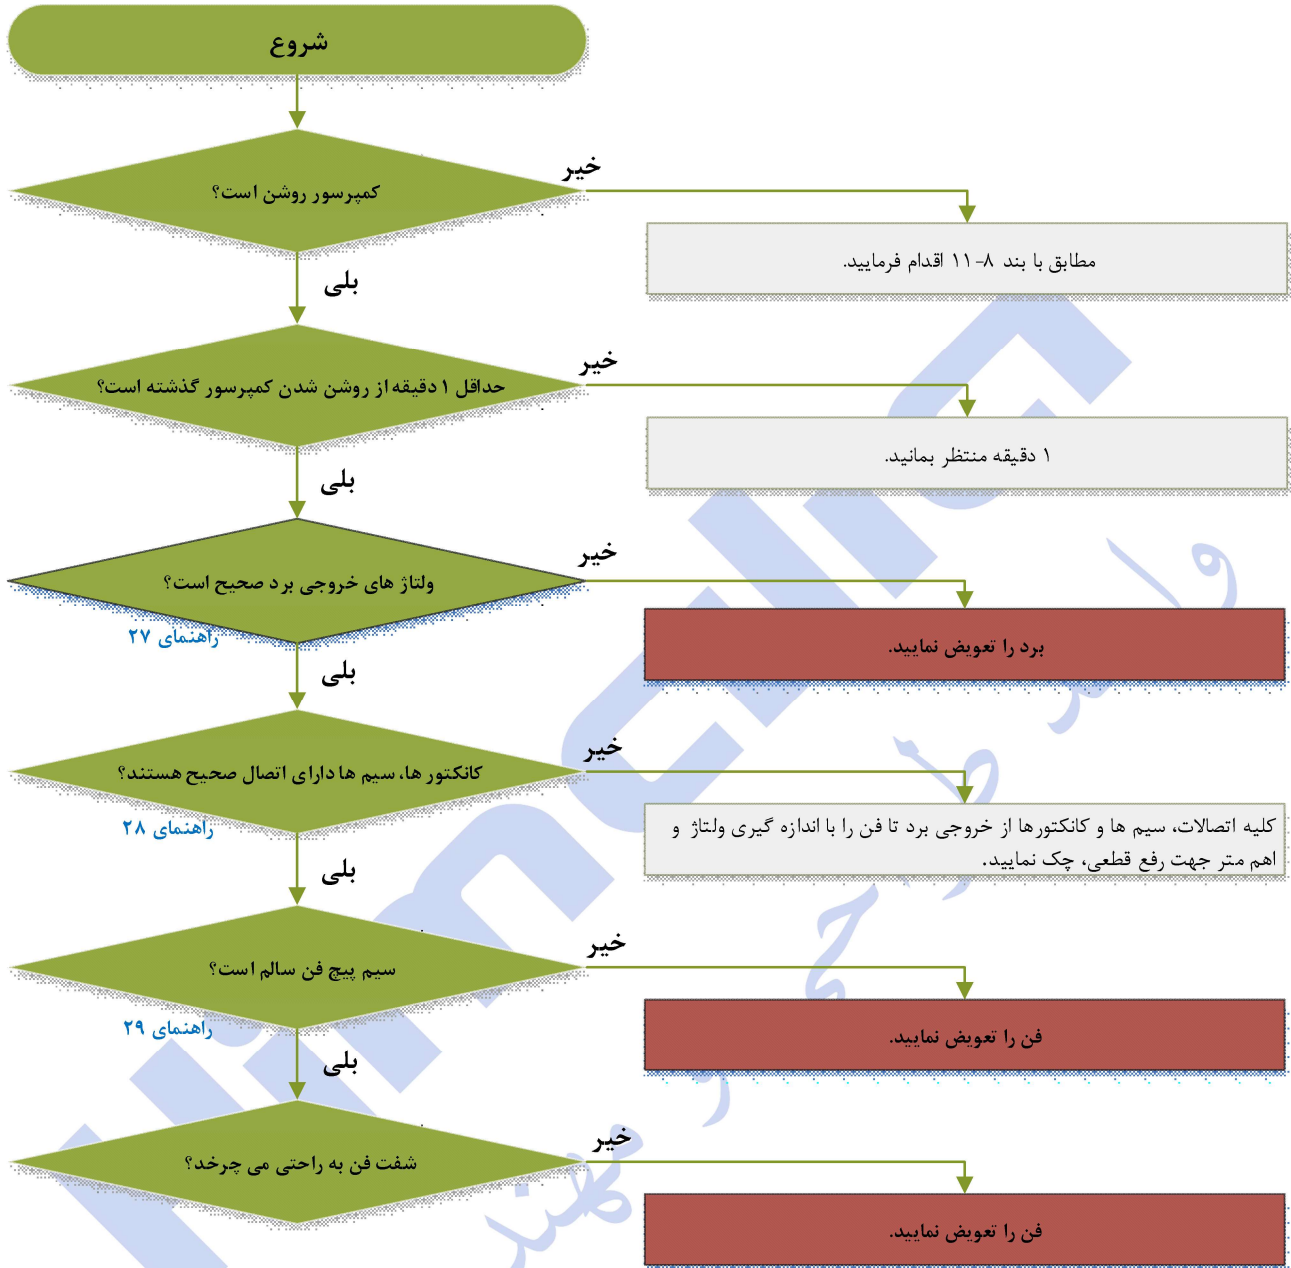 شروع
کمپرسور روشن است؟
خیر
مطابق با بند ۸-۱۱ اقدام فرمایید.
بلی
حداقل ۱ دقیقه از روشن شدن کمپرسور گذشته است؟
خیر
۱ دقیقه منتظر بمانید.
بلی
ولتاژ های خروجی برد صحیح است؟
خیر
برد را تعویض نمایید.
راهنمای ۲۷
بلی
کانکتور ها، سیم ها دارای اتصال صحیح هستند؟
خیر
کلیه اتصالات، سیم ها و کانکتورها از خروجی برد تا فن را با اندازه گیری ولتاژ و
اهم متر جهت رفع قطعی، چک نمایید.
راهنمای ۲۸
بلی
سیم پیچ فن سالم است؟
خیر
فن را تعویض نمایید.
راهنمای ۲۹
بلی
شفت فن به راحتی می چرخد؟
خیر
فن را تعویض نمایید.